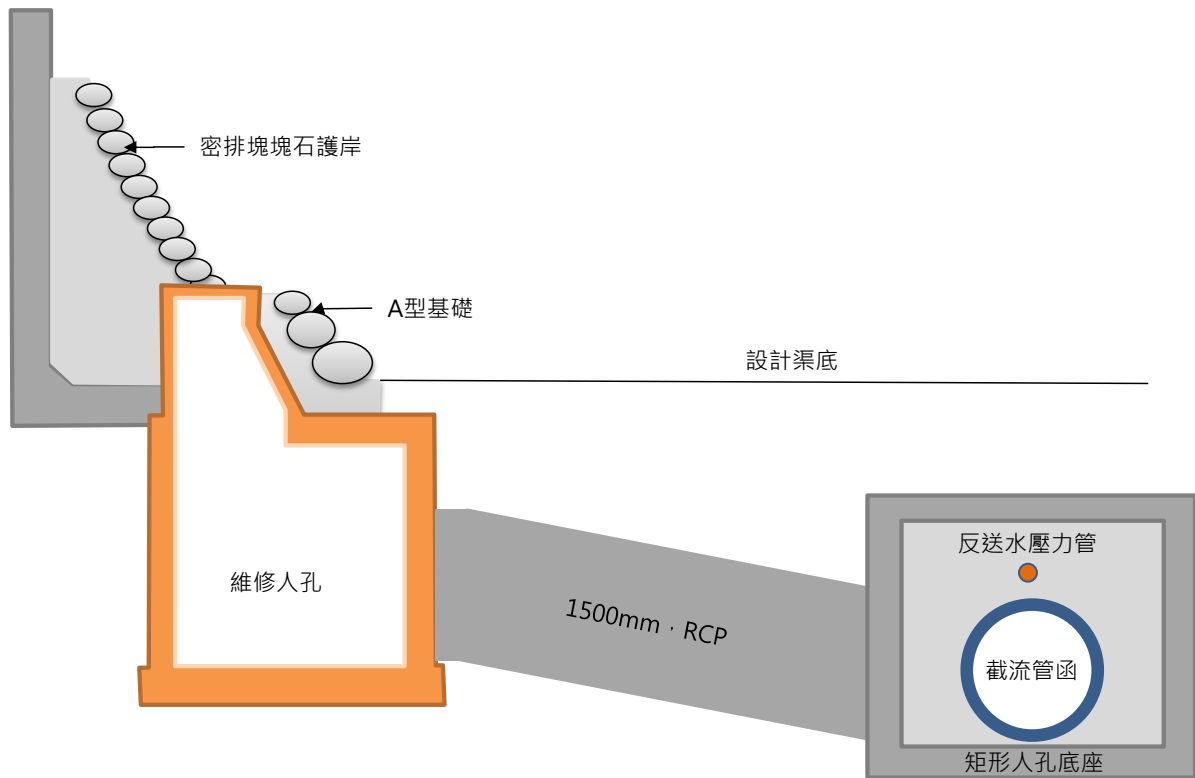 密排塊塊石護岸
A型基礎
設計渠底
反送水壓力管
維修人孔
1500mm，RCP
截流管函
矩形人孔底座